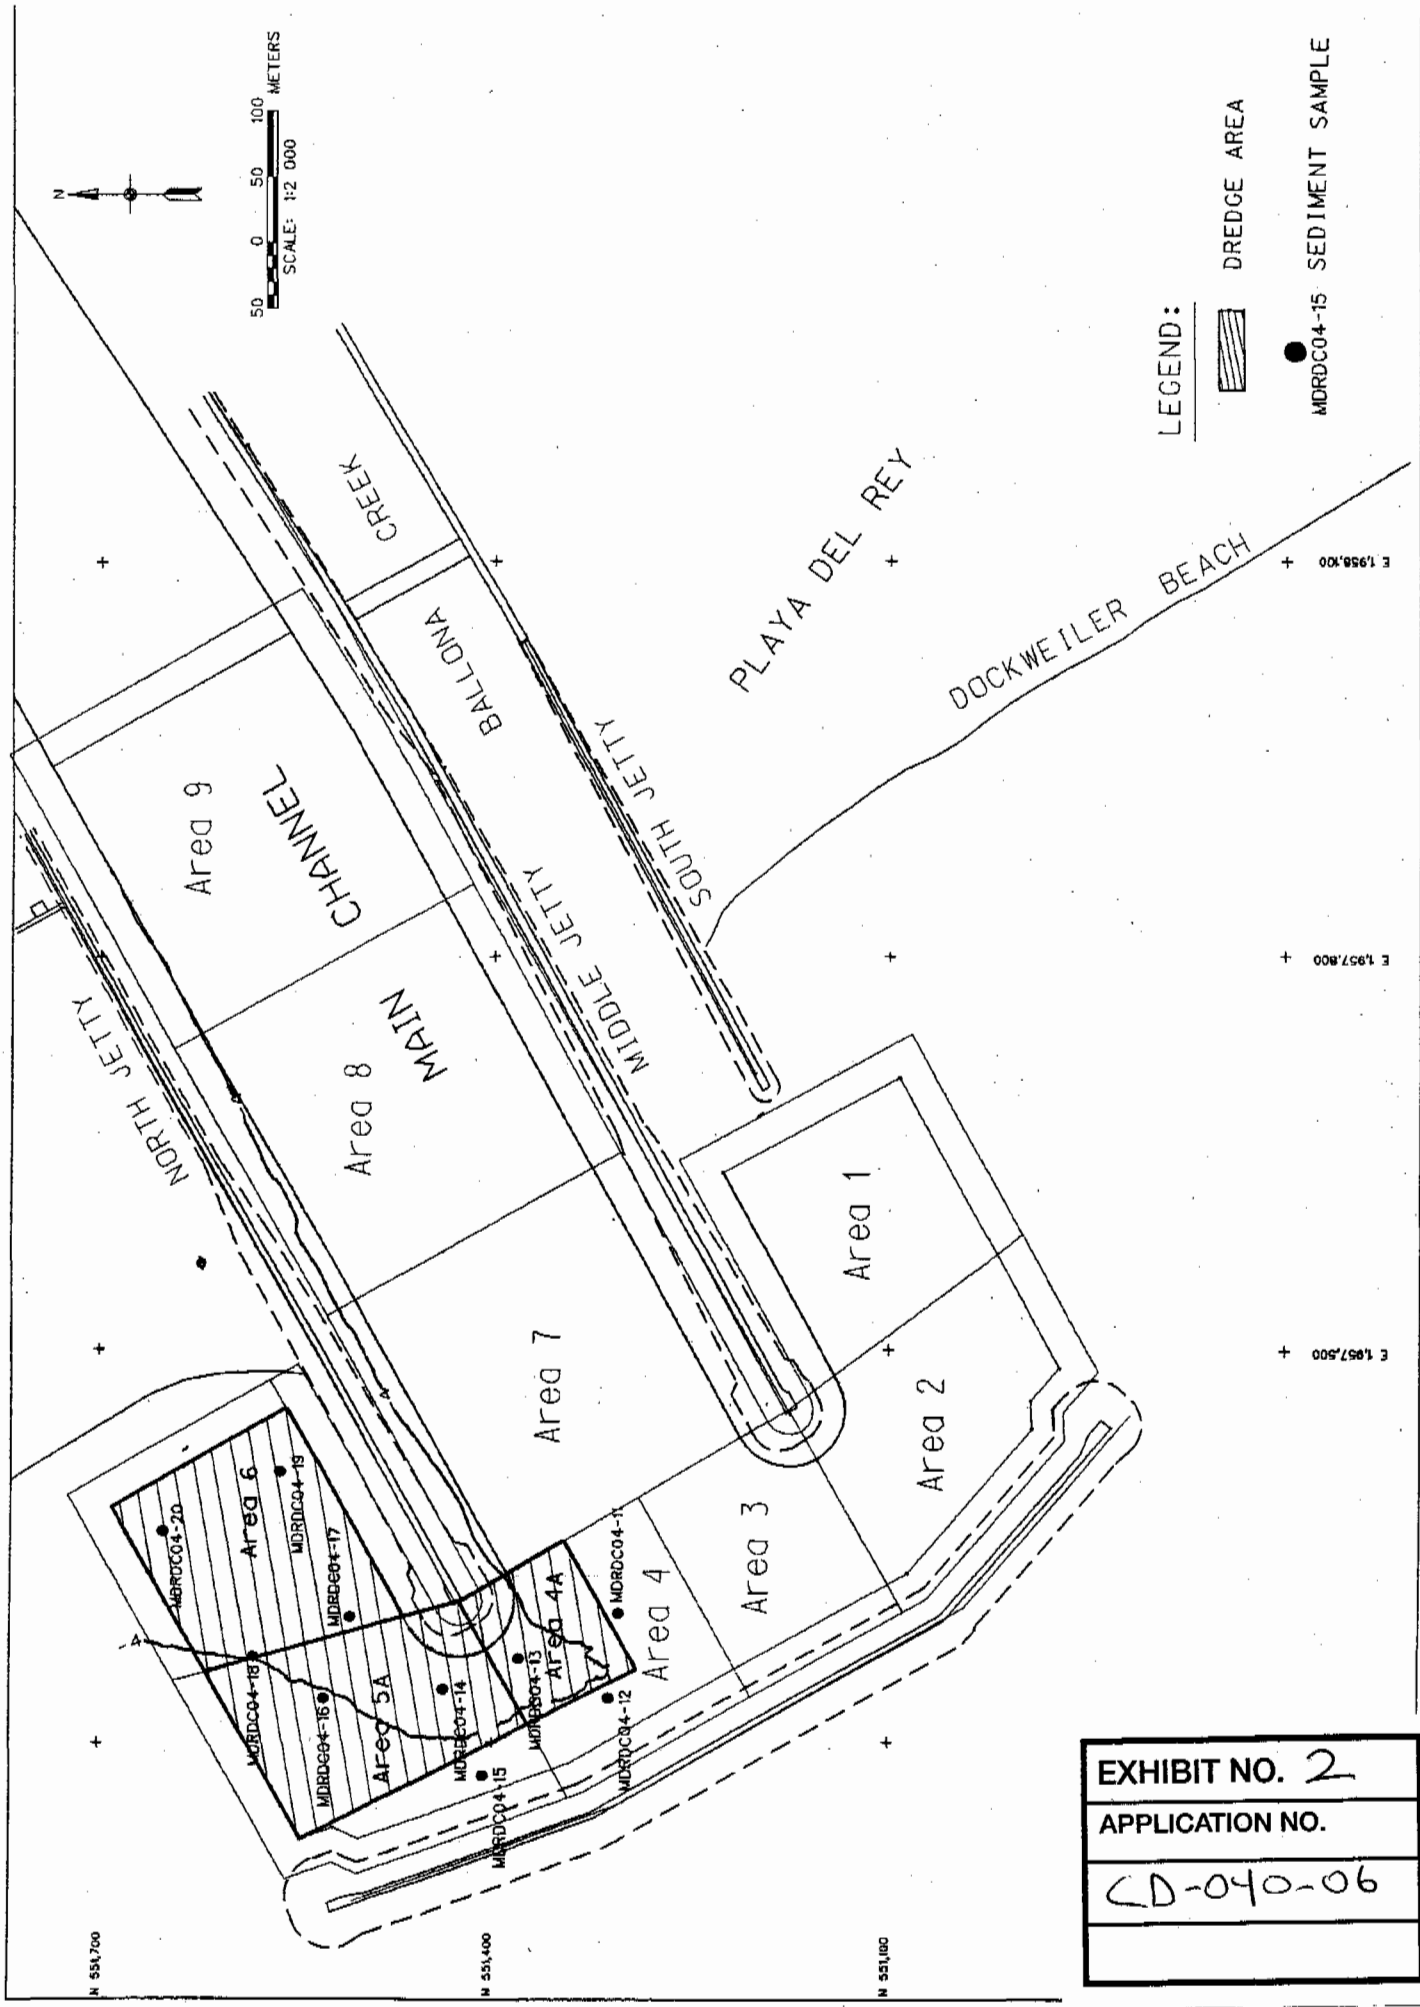 N
50 0 50 100 METERS
SCALE: 1:2 000
NORTH JETTY
Area 9
MAIN CHANNEL
Area 8
CREEK
BALLONA
MIDDLE JETTY
SOUTH JETTY
PLAYA DEL REY
DOCKWEILER BEACH
Area 7
Area 1
Area 2
Area 3
Area 4
Area 4A
Area 5A
Area 6
-4
MDRDC04-20
MDRDC04-19
MDRDC04-17
MDRDC04-18
MDRDC04-16
MDRDC04-14
MDRDC04-15
MDRDC04-13
MDRDC04-12
MDRDC04-11
LEGEND:
DREDGE AREA
MDRDC04-15 SEDIMENT SAMPLE
E 1,958,100
E 1,957,800
E 1,957,500
N 551,700
N 551,400
N 551,100
EXHIBIT NO. 2
APPLICATION NO.
CD-040-06